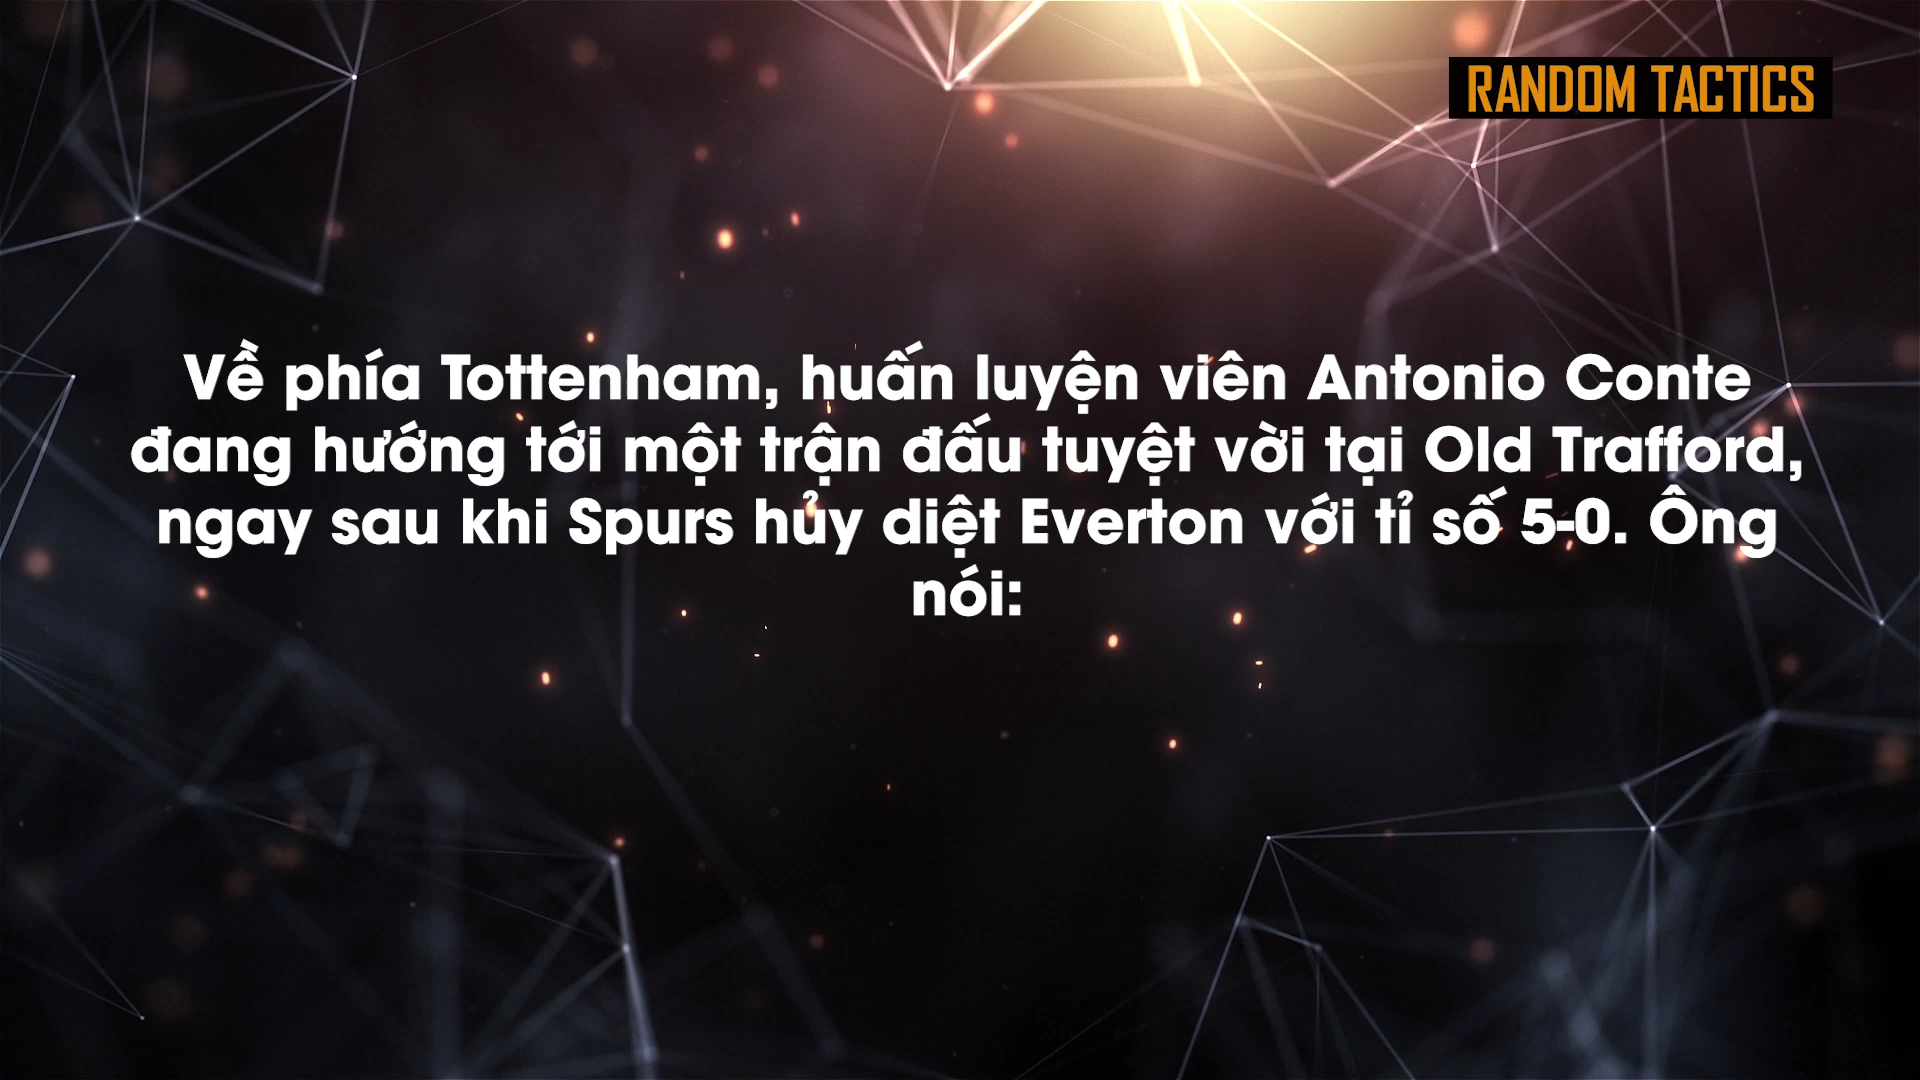 RANDOM TACTICS
Về phía Tottenham, huấn luyện viên Antonio Conte
đang hướng tới một trận đấu tuyệt vời tại Old Trafford,
ngay sau khi Spurs hủy diệt Everton với tỉ số 5-0. Ông
nói: